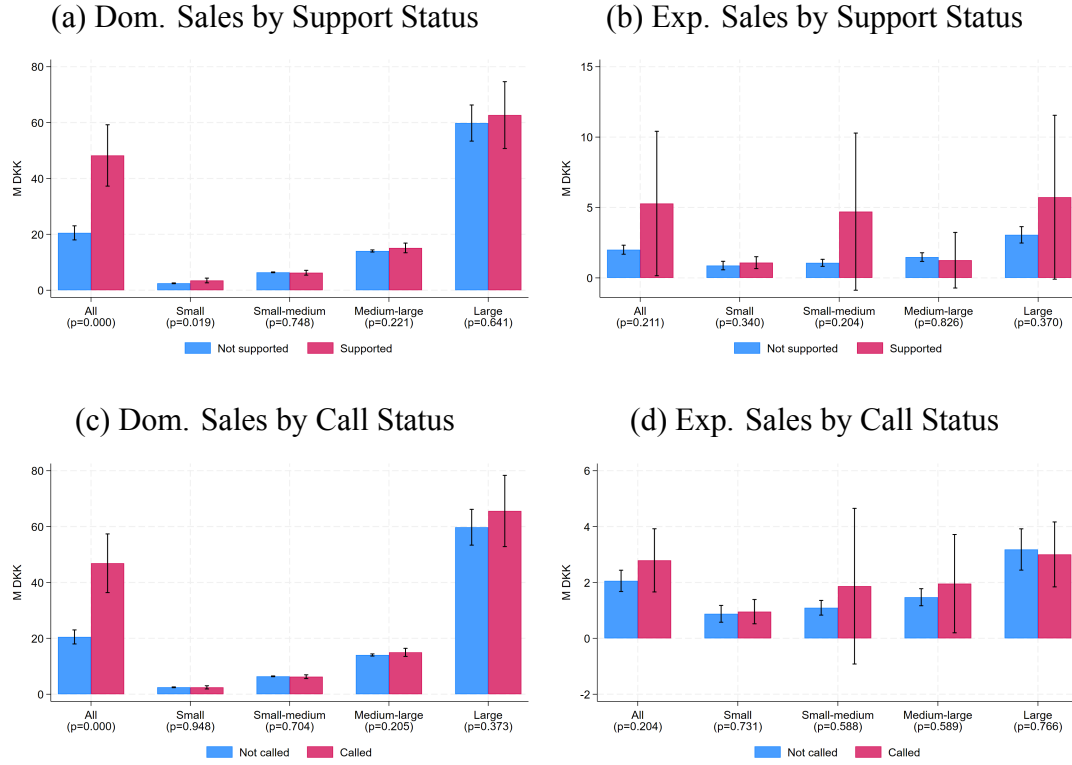 (a) Dom. Sales by Support Status
80
60
40
20
0
M DKK
All
(p=0.000)
Small
(p=0.019)
Small-medium
(p=0.748)
Medium-large
(p=0.221)
Large
(p=0.641)
Not supported
Supported
(b) Exp. Sales by Support Status
15
10
5
0
M DKK
All
(p=0.211)
Small
(p=0.340)
Small-medium
(p=0.204)
Medium-large
(p=0.826)
Large
(p=0.370)
Not supported
Supported
(c) Dom. Sales by Call Status
80
60
40
20
0
M DKK
All
(p=0.000)
Small
(p=0.948)
Small-medium
(p=0.704)
Medium-large
(p=0.205)
Large
(p=0.373)
Not called
Called
(d) Exp. Sales by Call Status
6
4
2
0
-2
M DKK
All
(p=0.204)
Small
(p=0.731)
Small-medium
(p=0.588)
Medium-large
(p=0.589)
Large
(p=0.766)
Not called
Called